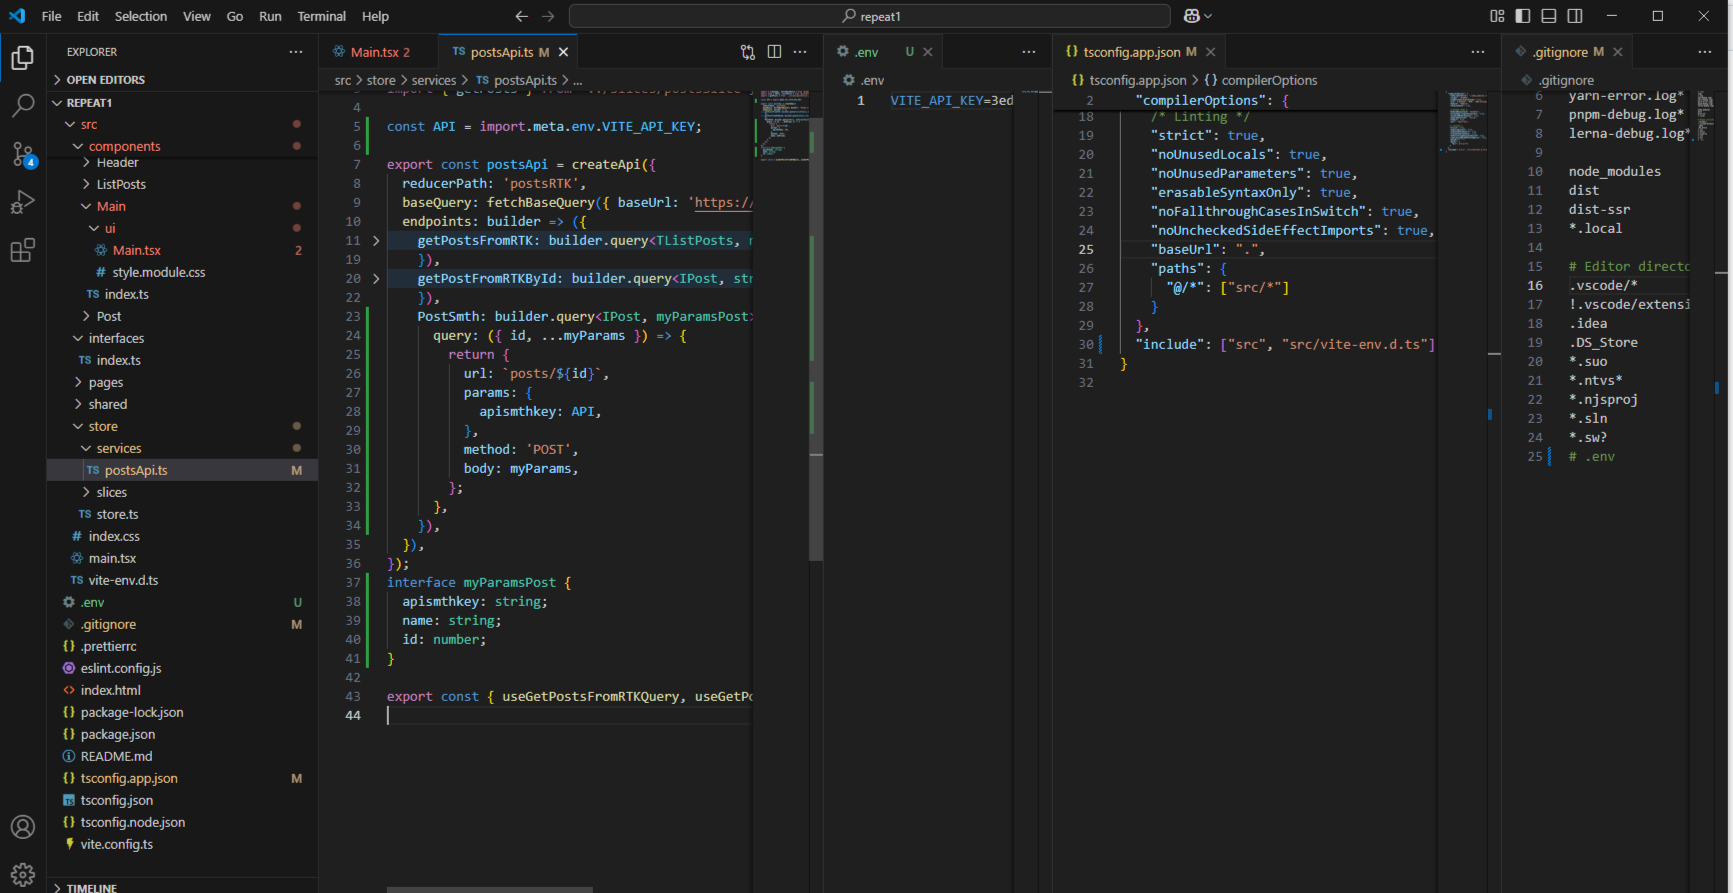 File Edit Selection View Go Run Terminal Help
repeat1
EXPLORER
OPEN EDITORS
REPEAT1
src
components
Header
ListPosts
Main
ui
Main.tsx 2
# style.module.css
TS index.ts
Post
interfaces
TS index.ts
pages
shared
store
services
TS postsApi.ts M
slices
TS store.ts
# index.css
main.tsx
TS vite-env.d.ts
.env U
.gitignore M
{} .prettierrc
eslint.config.js
<> index.html
{} package-lock.json
{} package.json
README.md
{} tsconfig.app.json M
TS tsconfig.json
{} tsconfig.node.json
vite.config.ts
TIMELINE
4
Main.tsx 2
TS postsApi.ts M
src > store > services > TS postsApi.ts > ...
4
5 const API = import.meta.env.VITE_API_KEY;
6
7 export const postsApi = createApi({
8 reducerPath: 'postsRTK',
9 baseQuery: fetchBaseQuery({ baseUrl: 'https:/
10 endpoints: builder => ({
11 getPostsFromRTK: builder.query<TListPosts,
19 }),
20 getPostFromRTKById: builder.query<IPost, str
22 }),
23 PostSmth: builder.query<IPost, myParamsPost>
24 query: ({ id, ...myParams }) => {
25 return {
26 url: `posts/${id}`,
27 params: {
28 apismthkey: API,
29 },
30 method: 'POST',
31 body: myParams,
32 };
33 },
34 }),
35 }),
36 });
37 interface myParamsPost {
38 apismthkey: string;
39 name: string;
40 id: number;
41 }
42
43 export const { useGetPostsFromRTKQuery, useGetPo
44
.env U
.env
1 VITE_API_KEY=3ed
{} tsconfig.app.json M
{} tsconfig.app.json > {} compilerOptions
2 "compilerOptions": {
18 /* Linting */
19 "strict": true,
20 "noUnusedLocals": true,
21 "noUnusedParameters": true,
22 "erasableSyntaxOnly": true,
23 "noFallthroughCasesInSwitch": true,
24 "noUncheckedSideEffectImports": true,
25 "baseUrl": ".",
26 "paths": {
27 "@/*": ["src/*"]
28 }
29 },
30 "include": ["src", "src/vite-env.d.ts"]
31 }
32
.gitignore M
.gitignore
6 yarn-error.log*
7 pnpm-debug.log*
8 lerna-debug.log*
9
10 node_modules
11 dist
12 dist-ssr
13 *.local
14
15 # Editor directo
16 .vscode/*
17 !.vscode/extensi
18 .idea
19 .DS_Store
20 *.suo
21 *.ntvs*
22 *.njsproj
23 *.sln
24 *.sw?
25 # .env